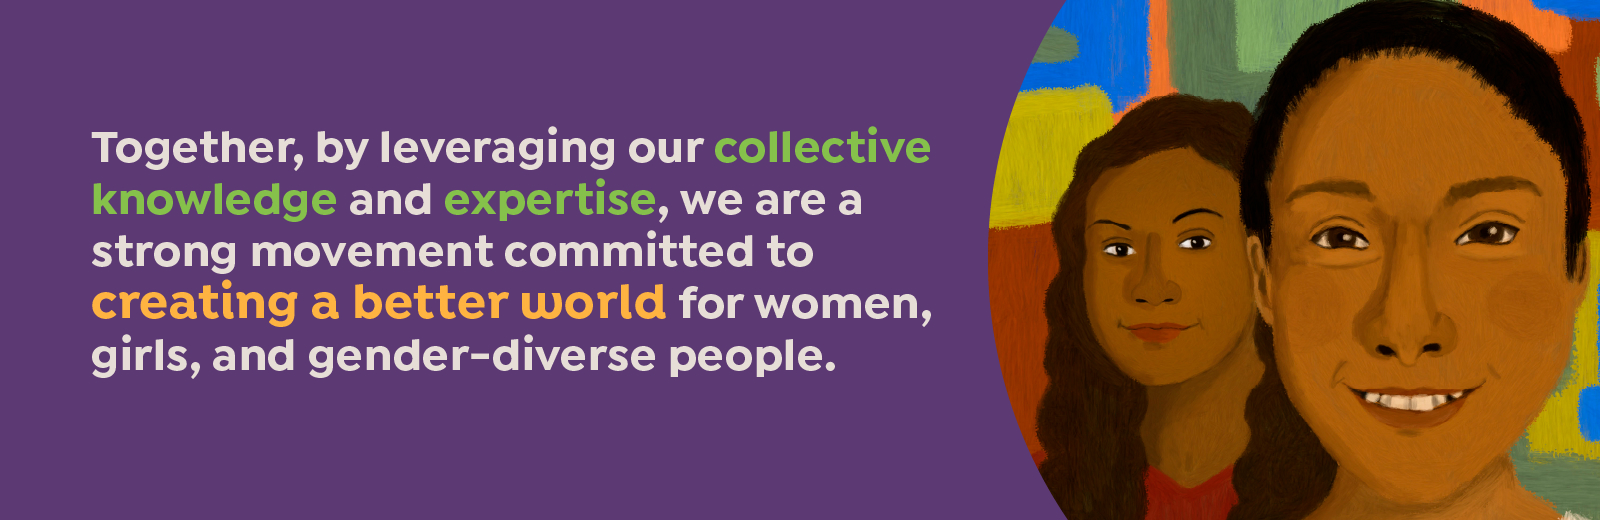 Together, by leveraging our collective
knowledge and expertise, we are a
strong movement committed to
creating a better world for women,
girls, and gender-diverse people.